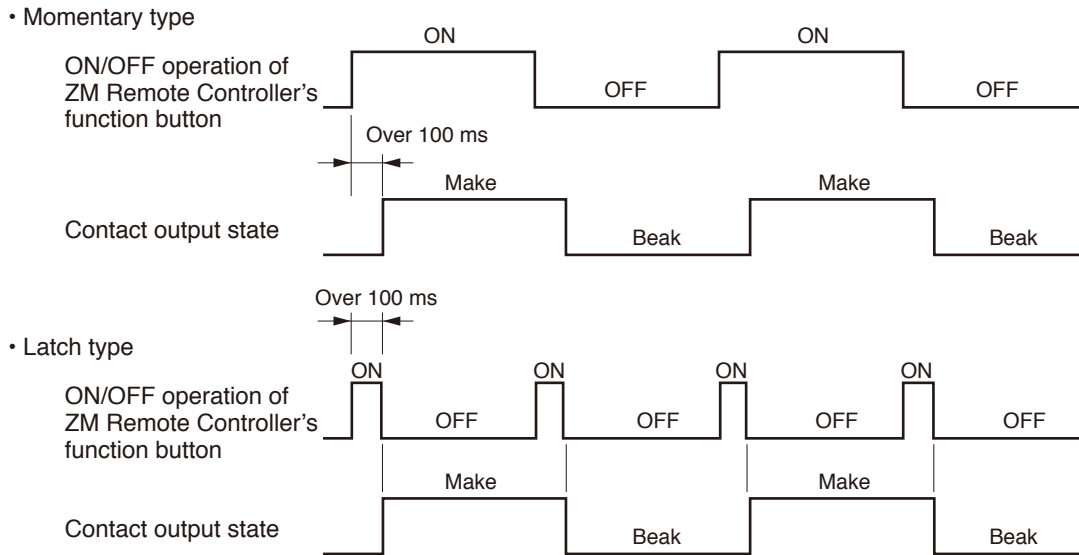 • Momentary type
ON ON
ON/OFF operation of
ZM Remote Controller's
function button
OFF OFF
Over 100 ms
Make Make
Contact output state
Beak Beak
Over 100 ms
• Latch type
ON ON ON ON
ON/OFF operation of
ZM Remote Controller's
function button
OFF OFF OFF OFF
Make Make
Contact output state
Beak Beak